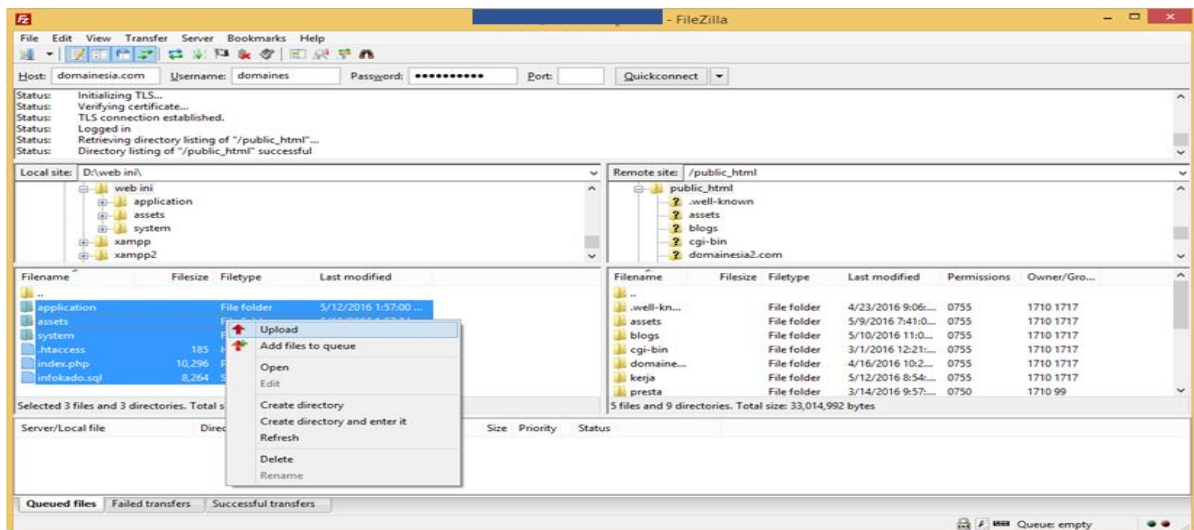 - FileZilla
File Edit View Transfer Server Bookmarks Help
Host: domainesia.com Username: domaines Password: •••••••••• Port: Quickconnect
Status: Initializing TLS...
Status: Verifying certificate...
Status: TLS connection established.
Status: Logged in
Status: Retrieving directory listing of "/public_html"...
Status: Directory listing of "/public_html" successful
Local site: D:\web ini\
web ini
application
assets
system
xampp
xampp2
Remote site: /public_html
public_html
.well-known
assets
blogs
cgi-bin
domainesia2.com
Filename Filesize Filetype Last modified
..
application File folder 5/12/2016 1:57:00 ...
assets
system
.htaccess 185
index.php 10,296
infokado.sql 8,264
Selected 3 files and 3 directories. Total
Upload
Add files to queue
Open
Edit
Create directory
Create directory and enter it
Refresh
Delete
Rename
Filename Filesize Filetype Last modified Permissions Owner/Gro...
..
.well-kn... File folder 4/23/2016 9:06:... 0755 1710 1717
assets File folder 5/9/2016 7:41:0... 0755 1710 1717
blogs File folder 5/10/2016 11:0... 0755 1710 1717
cgi-bin File folder 3/1/2016 12:21:... 0755 1710 1717
domaine... File folder 4/16/2016 10:2... 0755 1710 1717
kerja File folder 5/12/2016 8:54:... 0755 1710 1717
presta File folder 3/14/2016 9:57:... 0750 1710 99
5 files and 9 directories. Total size: 33,014,992 bytes
Server/Local file Direc Size Priority Status
Queued files Failed transfers Successful transfers
Queue: empty